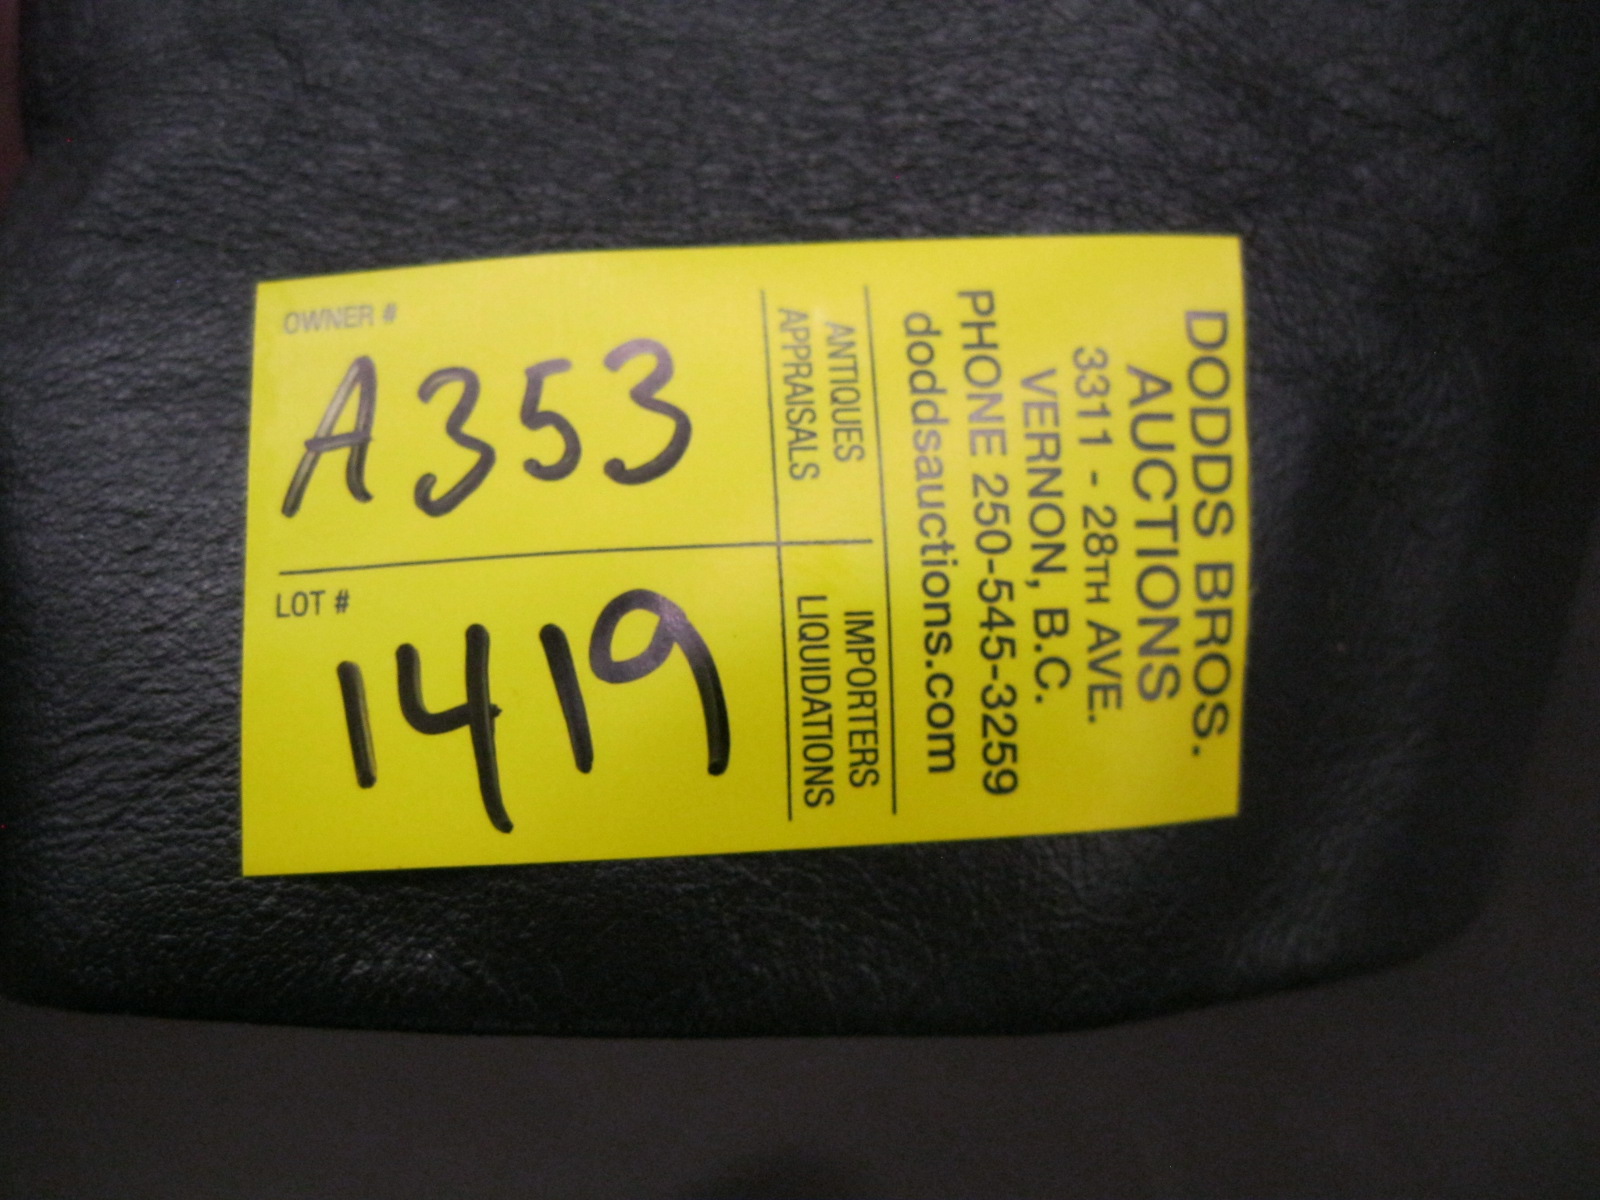 DODDS BROS.
AUCTIONS
3311 - 28TH AVE.
VERNON, B.C.
PHONE 250-545-3259
doddsauctions.com
ANTIQUES
APPRAISALS
IMPORTERS
LIQUIDATIONS
OWNER #
A353
LOT #
1419